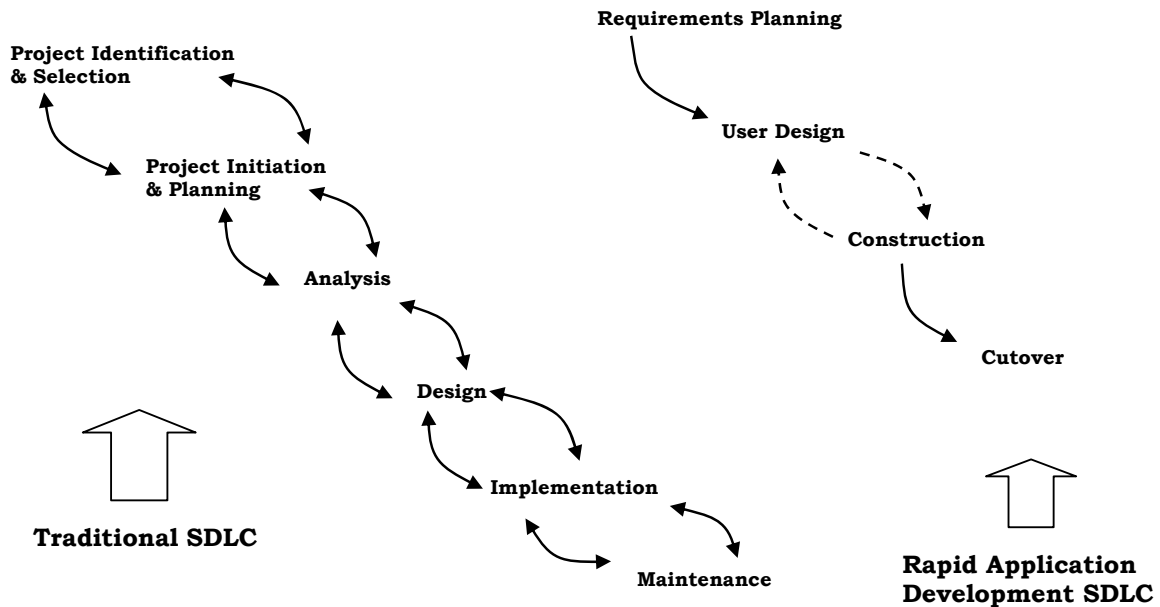 Project Identification
& Selection
Project Initiation
& Planning
Analysis
Design
Implementation
Maintenance
Traditional SDLC
Requirements Planning
User Design
Construction
Cutover
Rapid Application
Development SDLC